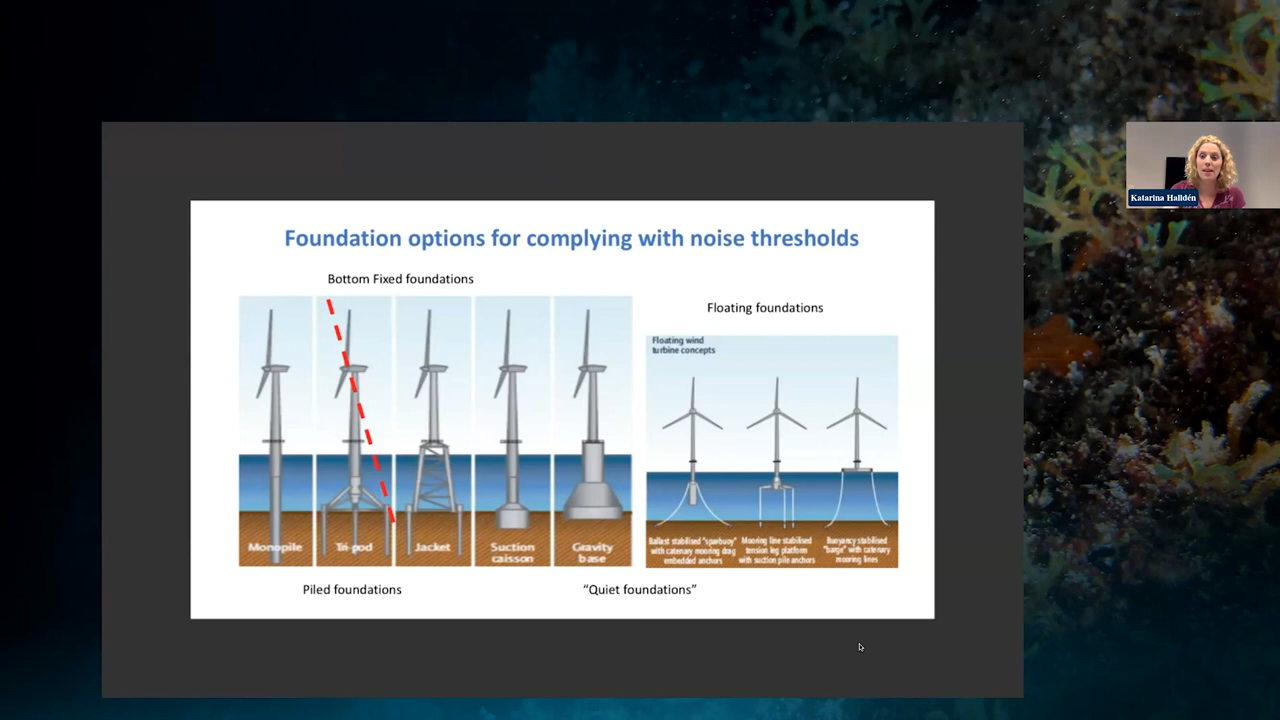 Foundation options for complying with noise thresholds
Bottom Fixed foundations
Floating foundations
Floating wind
turbine concepts
Monopile
Tri-pod
Jacket
Suction
caisson
Gravity
base
Ballast stabilised "sparbuoy"
with catenary mooring drag
embedded anchors
Mooring line stabilised
tension leg platform
with suction pile anchors
Buoyancy stabilised
"barge" with catenary
mooring lines
Piled foundations
“Quiet foundations”
Katarina Halldén